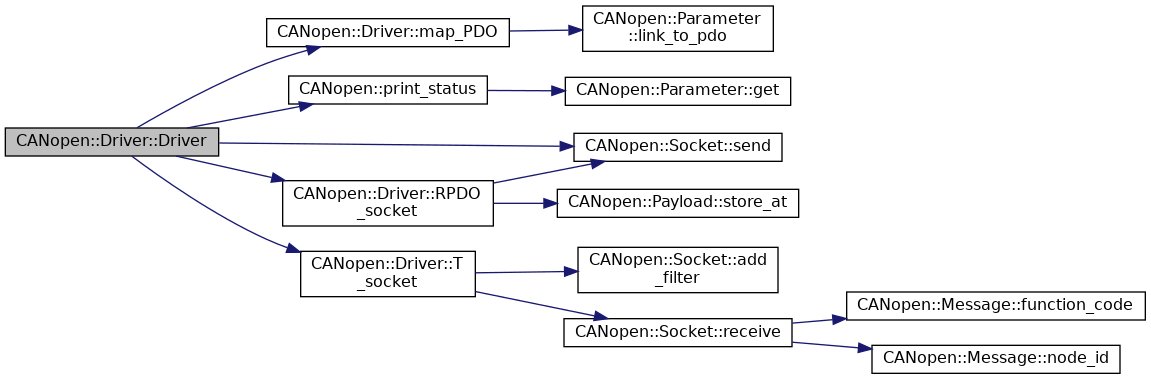 CANopen::Driver::Driver
CANopen::Driver::map_PDO
CANopen::Parameter
::link_to_pdo
CANopen::print_status
CANopen::Parameter::get
CANopen::Socket::send
CANopen::Driver::RPDO
_socket
CANopen::Payload::store_at
CANopen::Driver::T
_socket
CANopen::Socket::add
_filter
CANopen::Socket::receive
CANopen::Message::function_code
CANopen::Message::node_id